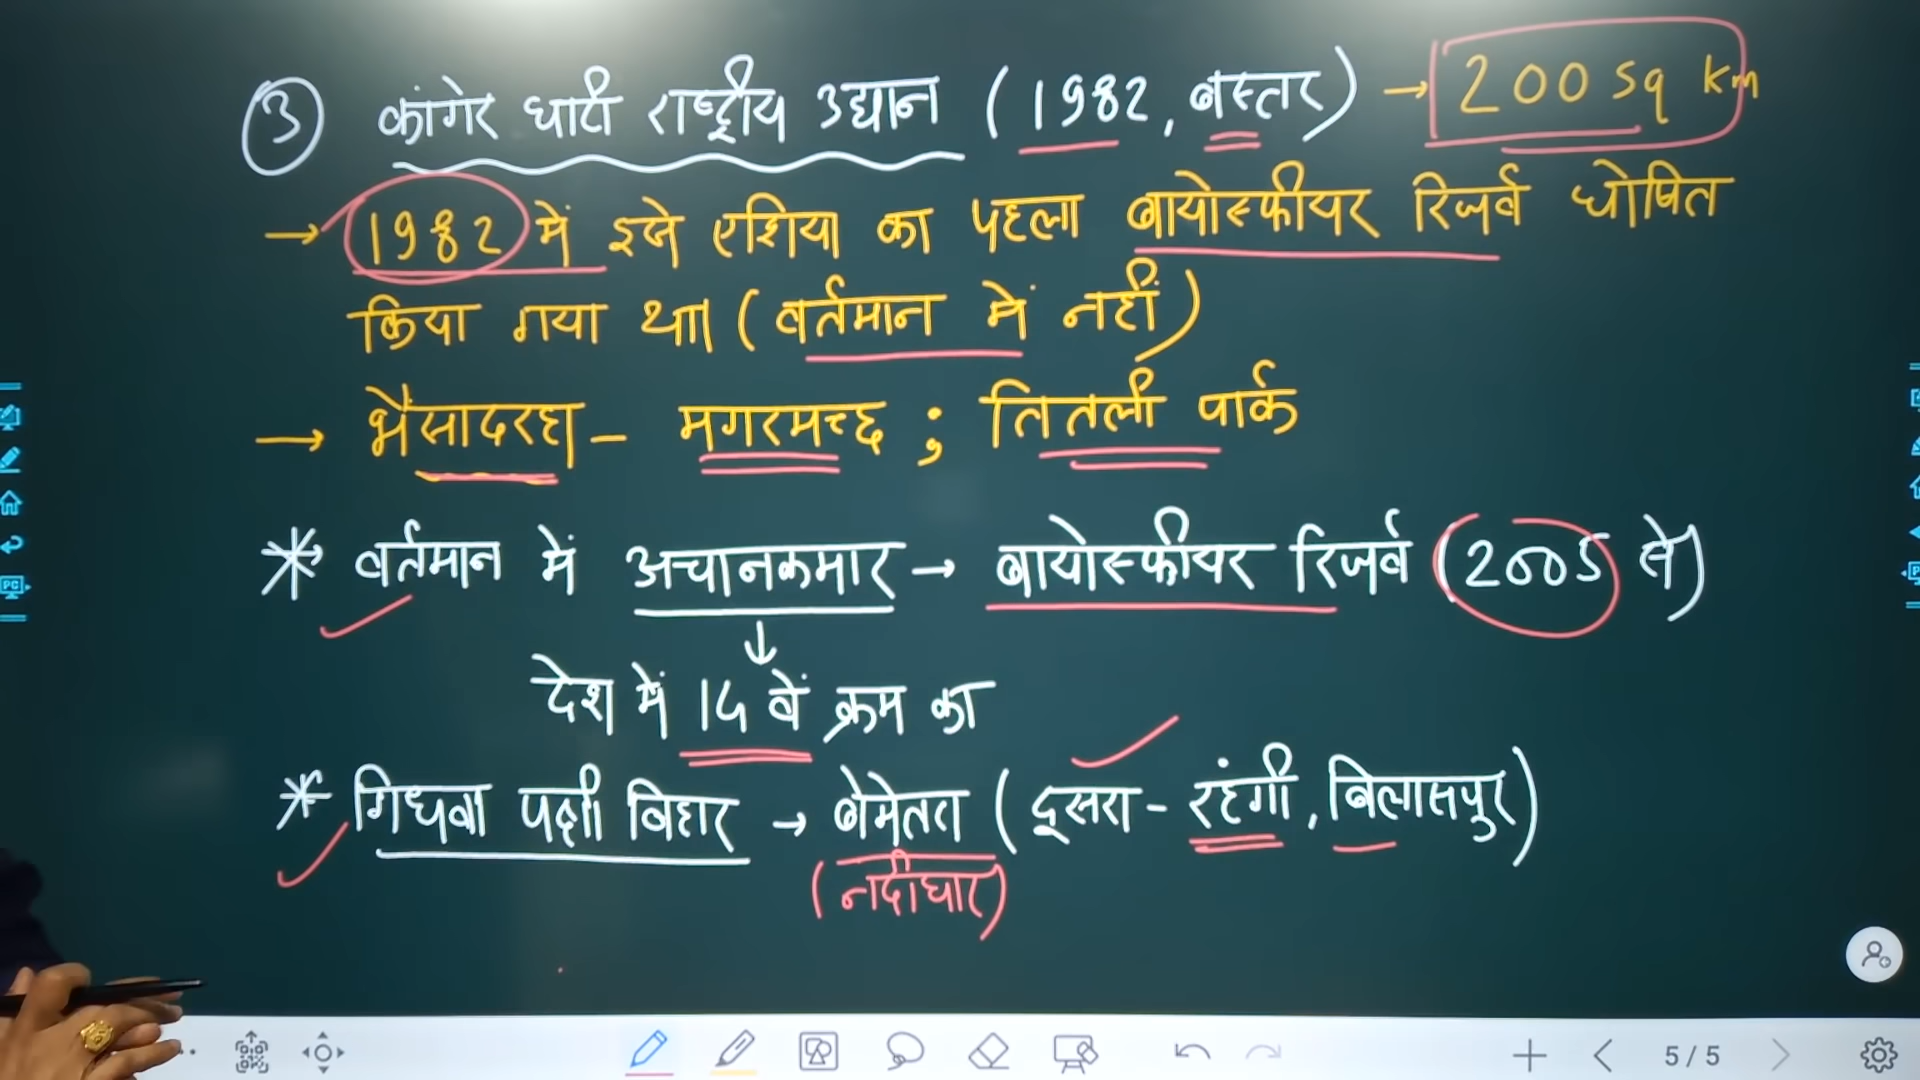 ③ कांगेर घाटी राष्ट्रीय उद्यान (1982, बस्तर) → 200 Sq km
→ 1982 में इसे एशिया का पहला बायोस्फीयर रिजर्व घोषित
किया गया था (वर्तमान में नहीं)
→ भैंसादरहा - मगरमच्छ ; तितली पार्क
* वर्तमान में अचानकमार → बायोस्फीयर रिजर्व (2005 से)
↓
देश में 14 वें क्रम का
* गिधवा पक्षी विहार → बेमेतरा (दूसरा - रहंगी, बिलासपुर)
(नदीघार)
5 / 5